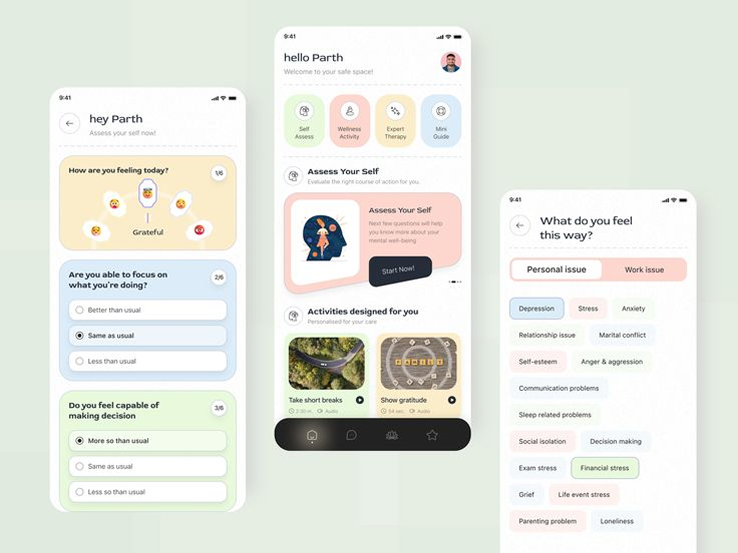 9:41
hey Parth
Assess your self now!
How are you feeling today?
1/6
Grateful
Are you able to focus on
what you're doing?
2/6
Better than usual
Same as usual
Less than usual
Do you feel capable of
making decision
3/6
More so than usual
Same as usual
Less so than usual
9:41
hello Parth
Welcome to your safe space!
Self
Assess
Wellness
Activity
Expert
Therapy
Mini
Guide
Assess Your Self
Evaluate the right course of action for you.
Assess Your Self
Next few questions will help
you know more about your
mental well-being
Start Now!
Activities designed for you
Personalised for your care
FAMILY
Take short breaks
2:30 m
Audio
Show gratitude
54 sec
Audio
9:41
What do you feel
this way?
Personal issue
Work issue
Depression
Stress
Anxiety
Relationship issue
Marital conflict
Self-esteem
Anger & aggression
Communication problems
Sleep related problems
Social isolation
Decision making
Exam stress
Financial stress
Grief
Life event stress
Parenting problem
Loneliness